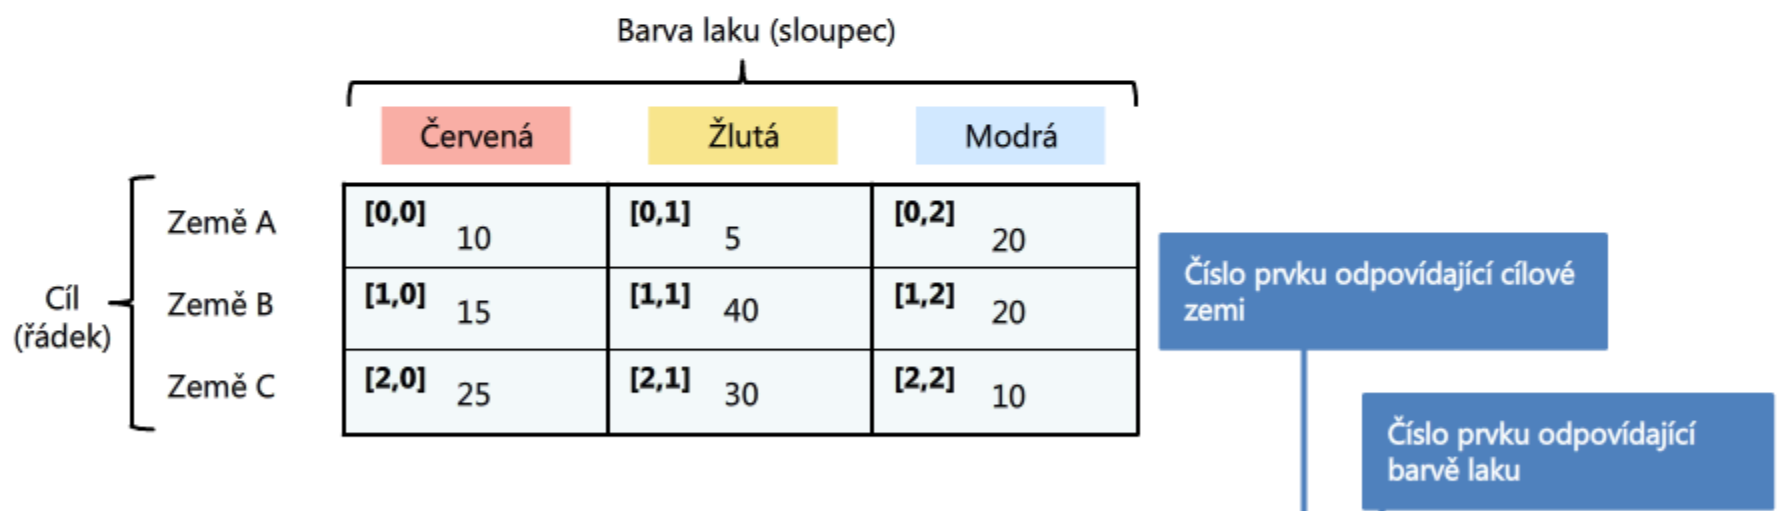 Barva laku (sloupec)
Červená Žlutá Modrá
Země A [0,0] 10 [0,1] 5 [0,2] 20
Země B [1,0] 15 [1,1] 40 [1,2] 20
Země C [2,0] 25 [2,1] 30 [2,2] 10
Cíl
(řádek)
Číslo prvku odpovídající cílové
zemi
Číslo prvku odpovídající
barvě laku